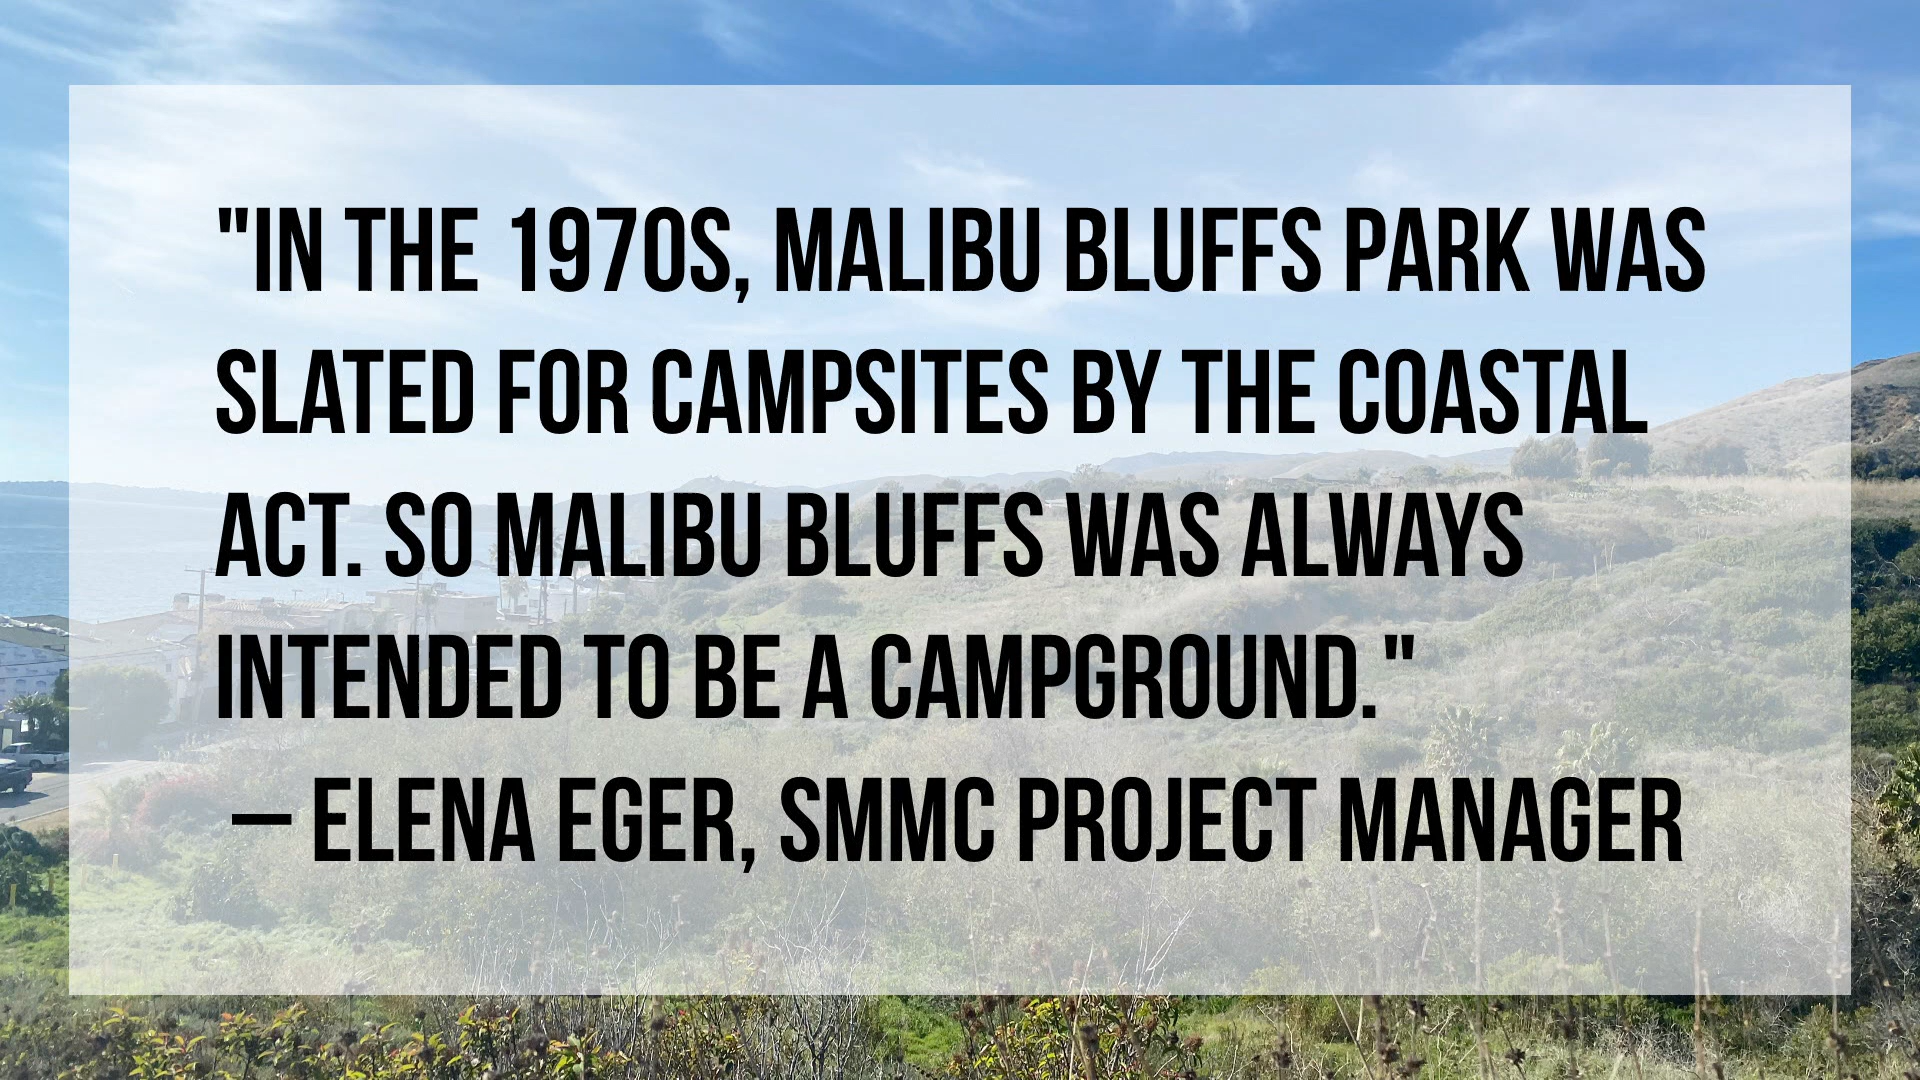 "IN THE 1970S, MALIBU BLUFFS PARK WAS
SLATED FOR CAMPSITES BY THE COASTAL
ACT. SO MALIBU BLUFFS WAS ALWAYS
INTENDED TO BE A CAMPGROUND."
— ELENA EGER, SMMC PROJECT MANAGER